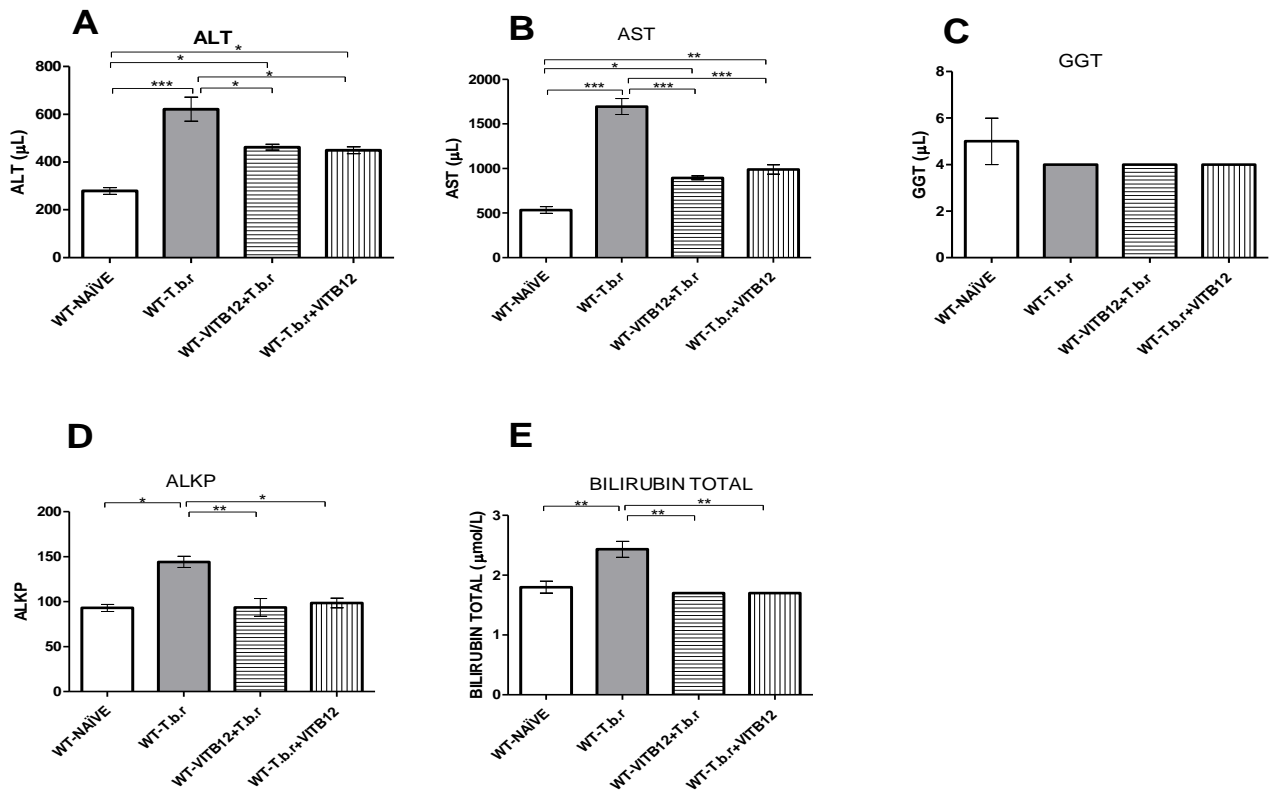 A
ALT
*
*
*
***
*
800
600
400
200
0
ALT (µL)
WT-NAÏVE
WT-T.b.r
WT-VITB12+T.b.r
WT-T.b.r+VITB12
B
AST
**
*
***
***
***
2000
1500
1000
500
0
AST (µL)
WT-NAÏVE
WT-T.b.r
WT-VITB12+T.b.r
WT-T.b.r+VITB12
C
GGT
8
6
4
2
0
GGT (µL)
WT-NAÏVE
WT-T.b.r
WT-VITB12+T.b.r
WT-T.b.r+VITB12
D
ALKP
*
*
**
200
150
100
50
0
ALKP
WT-NAÏVE
WT-T.b.r
WT-VITB12+T.b.r
WT-T.b.r+VITB12
E
BILIRUBIN TOTAL
**
**
**
3
2
1
0
BILIRUBIN TOTAL ( µmol/L)
WT-NAÏVE
WT-T.b.r
WT-VITB12+T.b.r
WT-T.b.r+VITB12